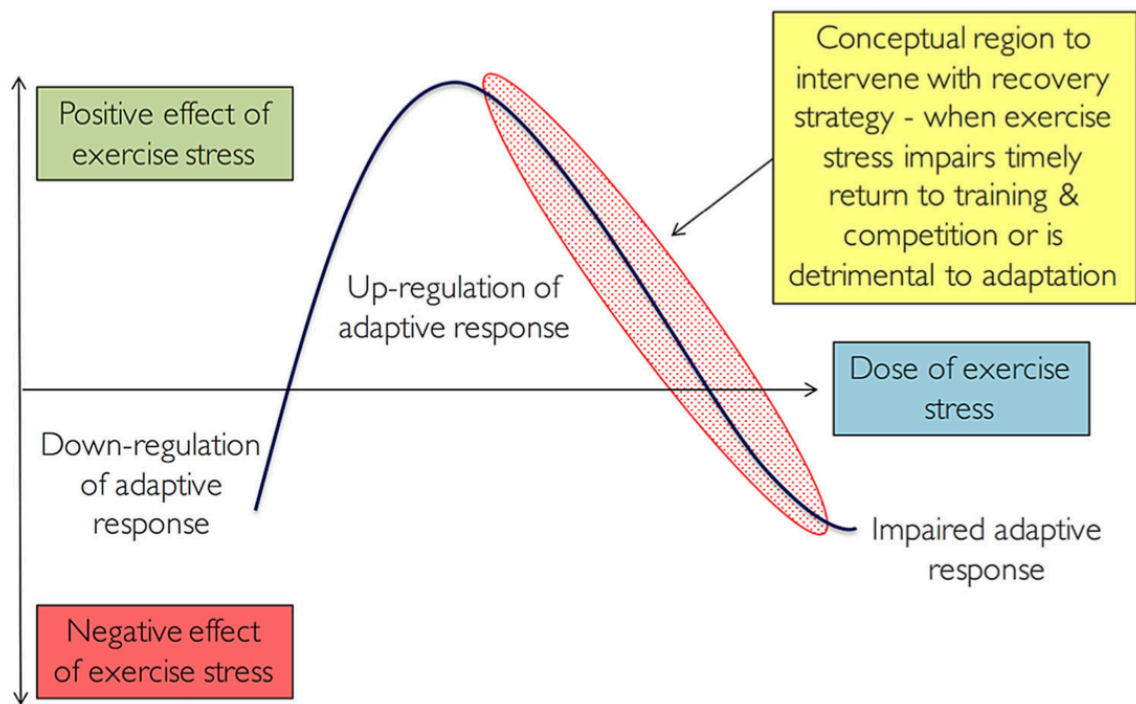 Positive effect of
exercise stress
Conceptual region to
intervene with recovery
strategy - when exercise
stress impairs timely
return to training &
competition or is
detrimental to adaptation
Up-regulation of
adaptive response
Dose of exercise
stress
Down-regulation
of adaptive
response
Impaired adaptive
response
Negative effect
of exercise stress